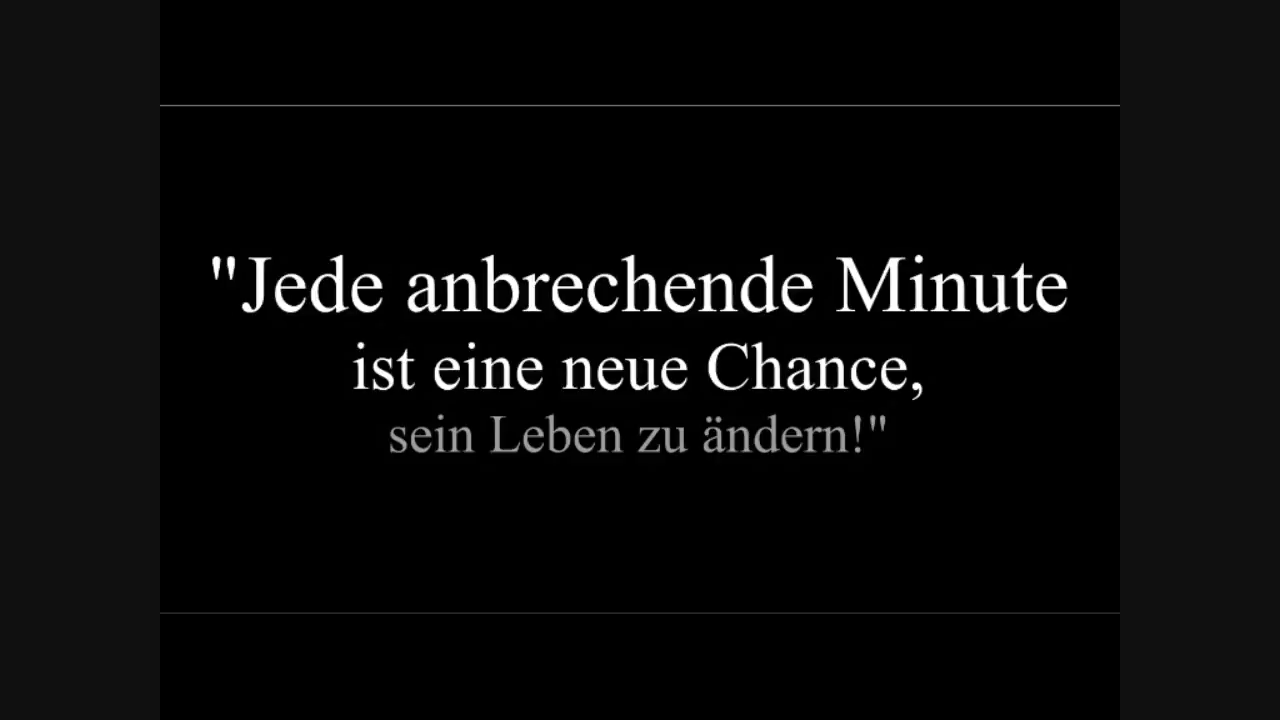 "Jede anbrechende Minute
ist eine neue Chance,
sein Leben zu ändern!"